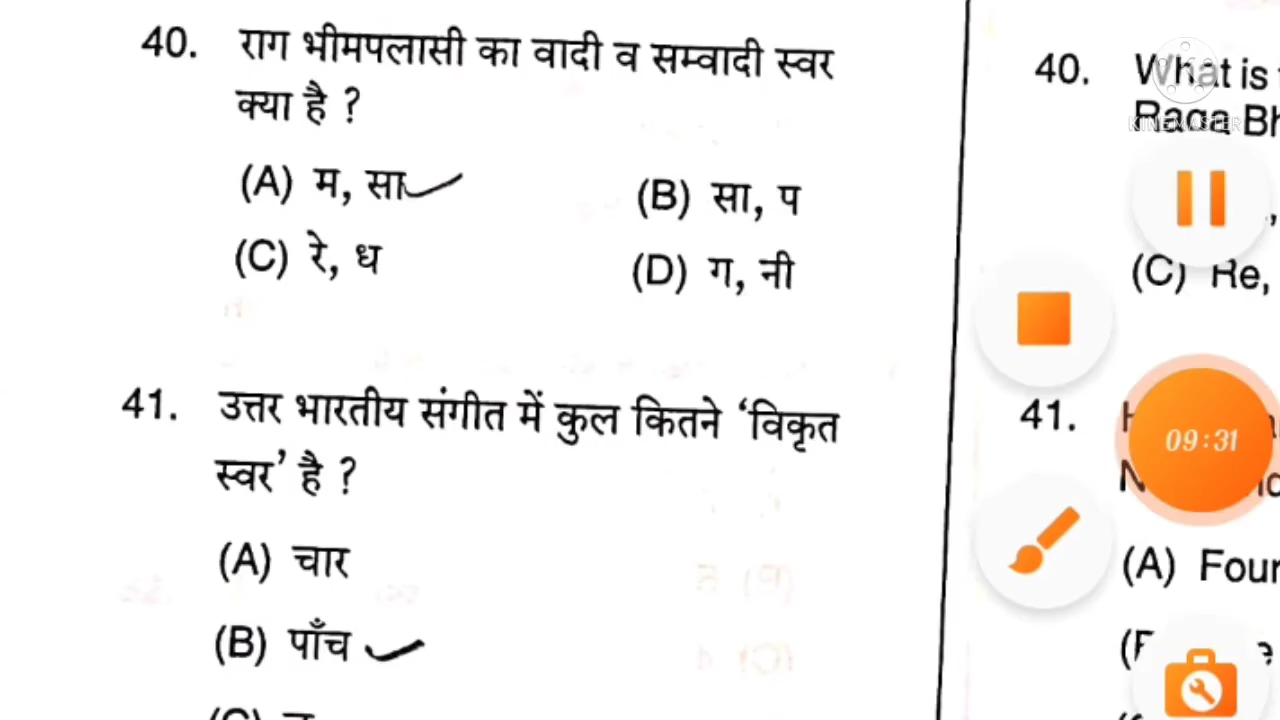 40. राग भीमपलासी का वादी व सम्वादी स्वर
क्या है ?
(A) म, सा
(B) सा, प
(C) रे, ध
(D) ग, नी
41. उत्तर भारतीय संगीत में कुल कितने ‘विकृत
स्वर’ है ?
(A) चार
(B) पाँच
40. What is
Raga Bh
(C) Re,
41.
(A) Four
KINEMASTER
09:31